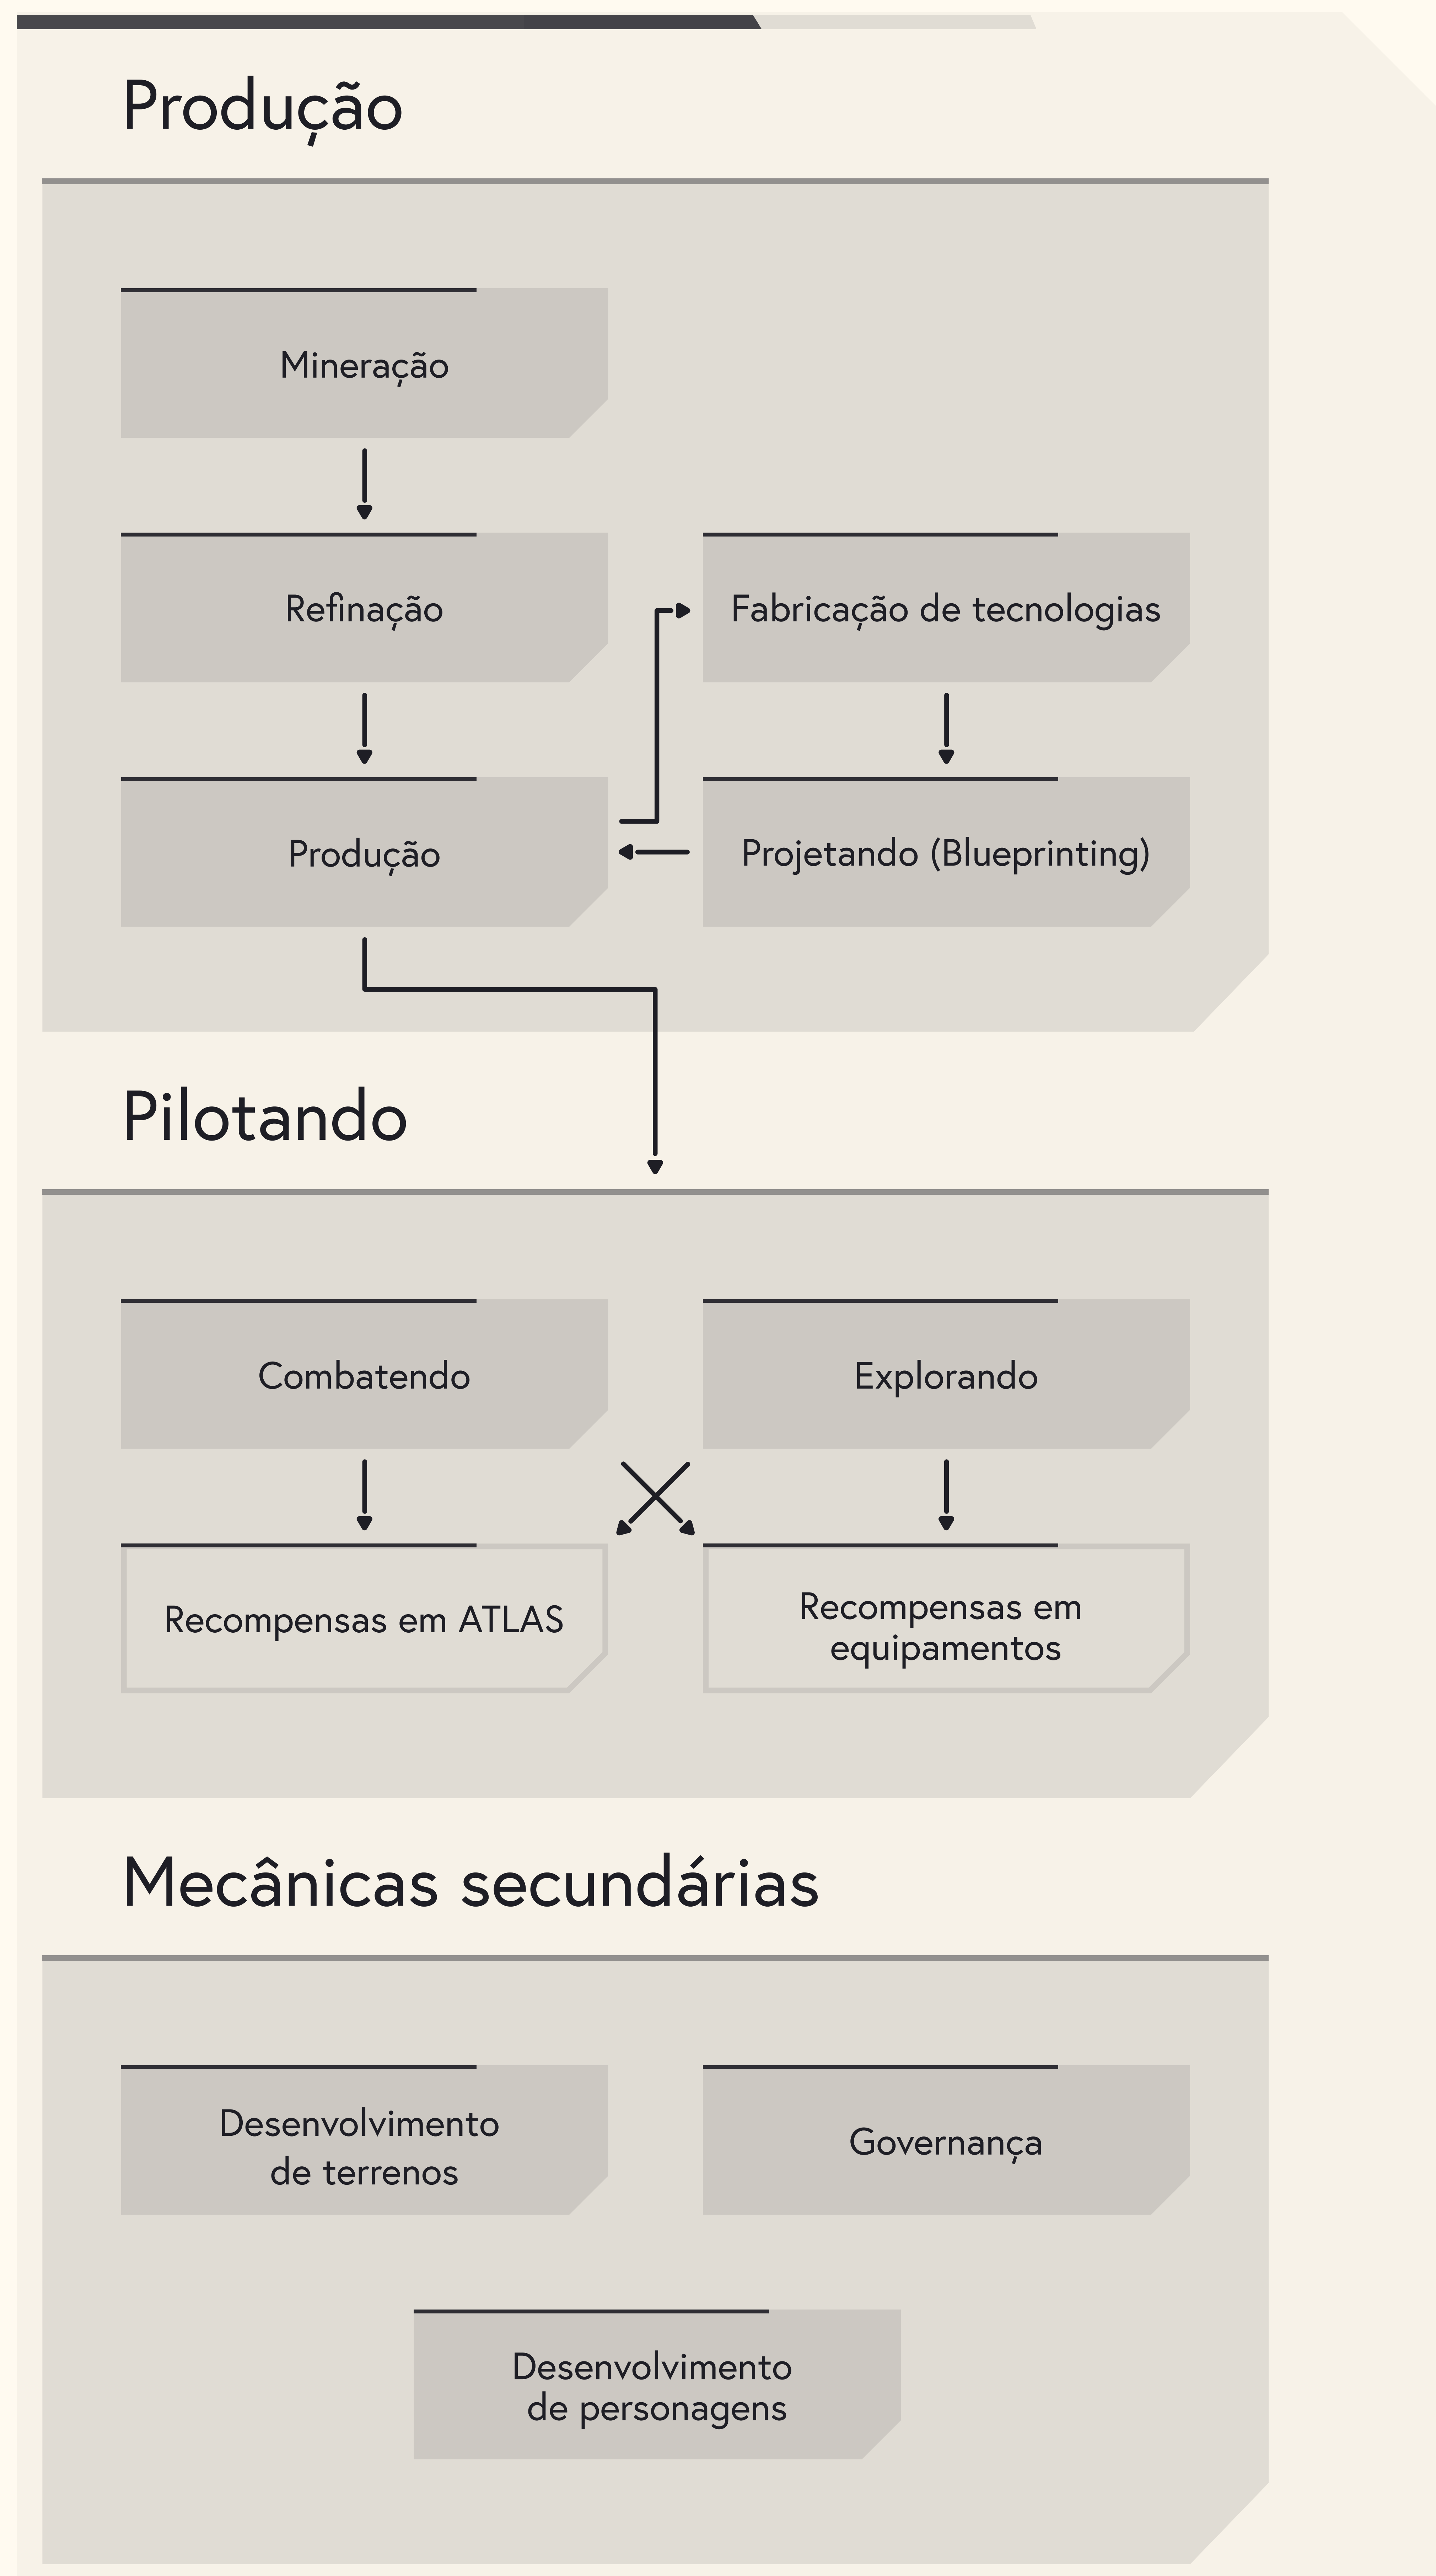 Produção
Mineração
Refinação
Fabricação de tecnologias
Produção
Projetando (Blueprinting)
Pilotando
Combatendo
Explorando
Recompensas em ATLAS
Recompensas em
equipamentos
Mecânicas secundárias
Desenvolvimento
de terrenos
Governança
Desenvolvimento
de personagens